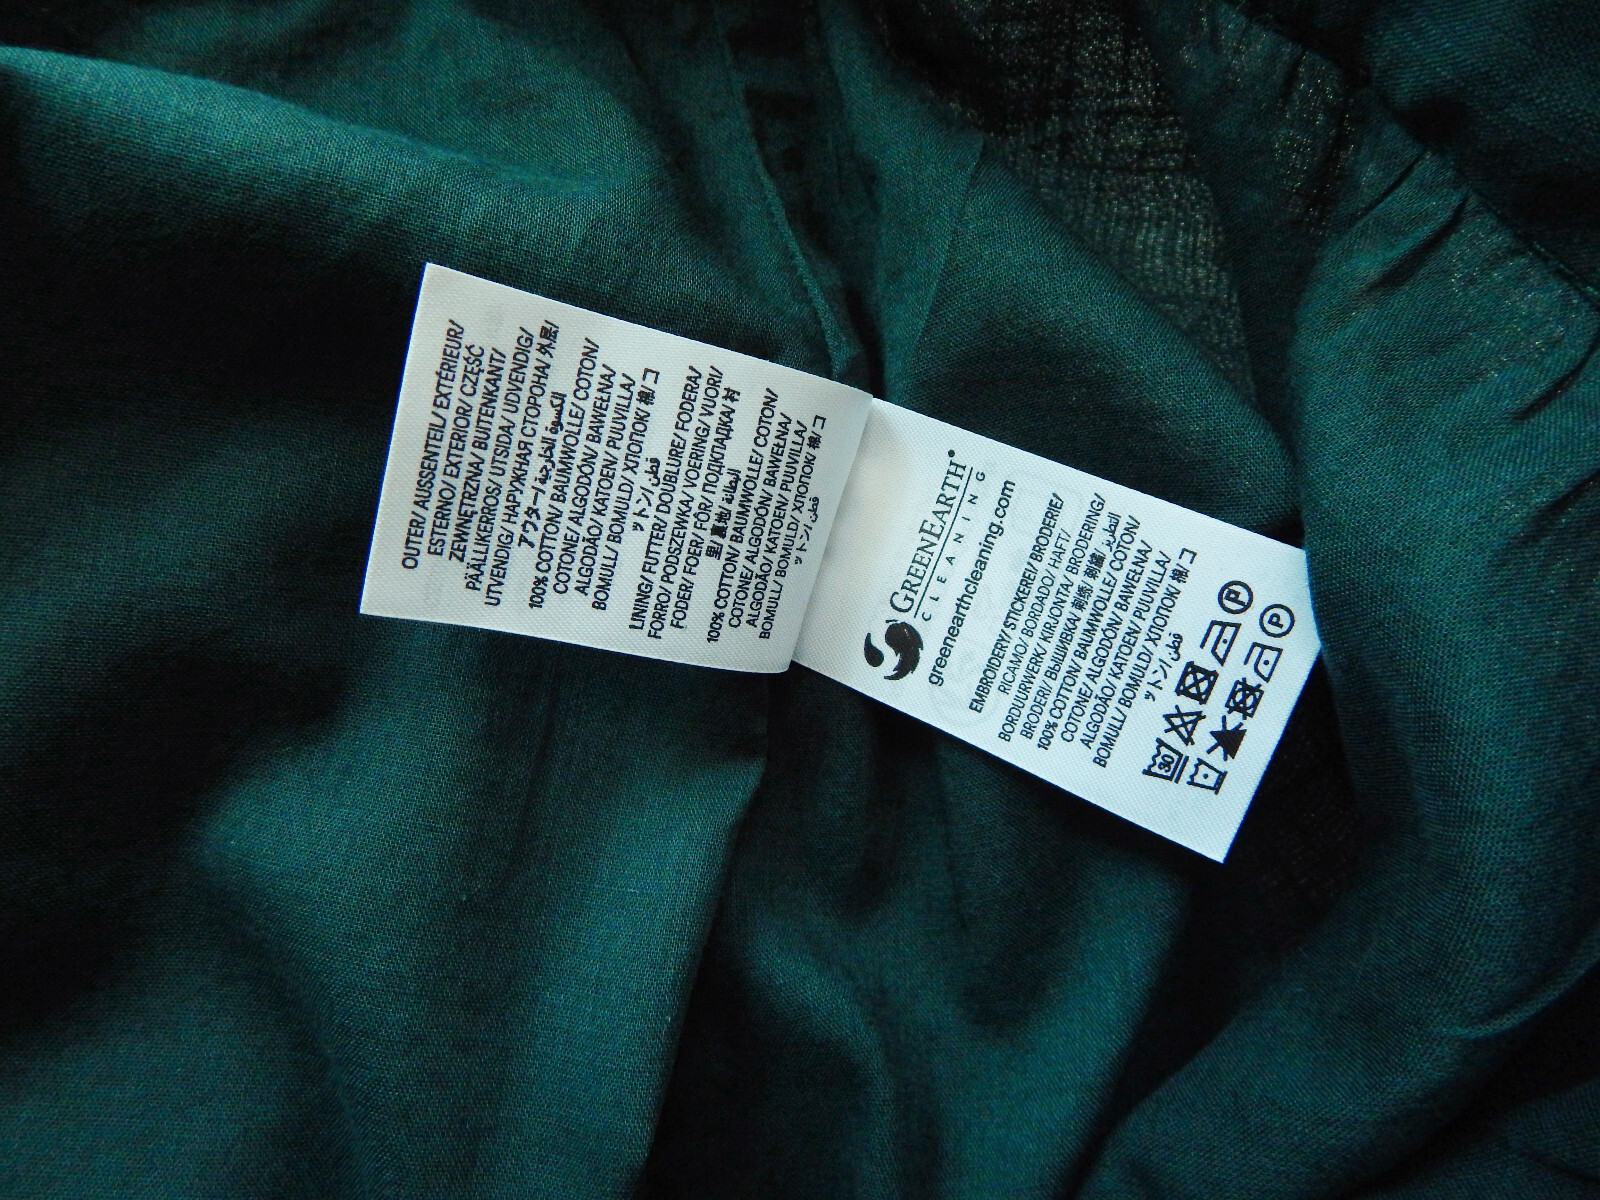 OUTER/ AUSSENTEIL/ EXTÉRIEUR/
ESTERNO/ EXTERIOR/ CZĘŚĆ
ZEWNĘTRZNA/ BUITENKANT/
PÄÄLLIKERROS/ UTSIDA/ UDVENDIG/
UTVENDIG/ НАРУЖНАЯ СТОРОНА/ 外层/
アウター/ الكسوة الخارجية/
100% COTTON/ BAUMWOLLE/ COTON/
COTONE/ ALGODÓN/ BAWEŁNA/
ALGODÃO/ KATOEN/ PUUVILLA/
BOMULL/ BOMULD/ ХЛОПОК/ 棉/ コ
ットン/ قطن/
LINING/ FUTTER/ DOUBLURE/ FODERA/
FORRO/ PODSZEWKA/ VOERING/ VUORI/
FODER/ FOER/ FÔR/ ПОДКЛАДКА/ 衬
里/ 裏地/ البطانة/
100% COTTON/ BAUMWOLLE/ COTON/
COTONE/ ALGODÓN/ BAWEŁNA/
ALGODÃO/ KATOEN/ PUUVILLA/
BOMULL/ BOMULD/ ХЛОПОК/ 棉/ コ
ットン/ قطن/
GREENEARTH
CLEANING
greenearthcleaning.com
EMBROIDERY/ STICKEREI/ BRODERIE/
RICAMO/ BORDADO/ HAFT/
BORDUURWERK/ KIRJONTA/ BRODERING/
BRODERI/ ВЫШИВКА/ 刺绣/ 刺繍/ التطريز/
100% COTTON/ BAUMWOLLE/ COTON/
COTONE/ ALGODÓN/ BAWEŁNA/
ALGODÃO/ KATOEN/ PUUVILLA/
BOMULL/ BOMULD/ ХЛОПОК/ 棉/ コ
ットン/ قطن/
30 P
P